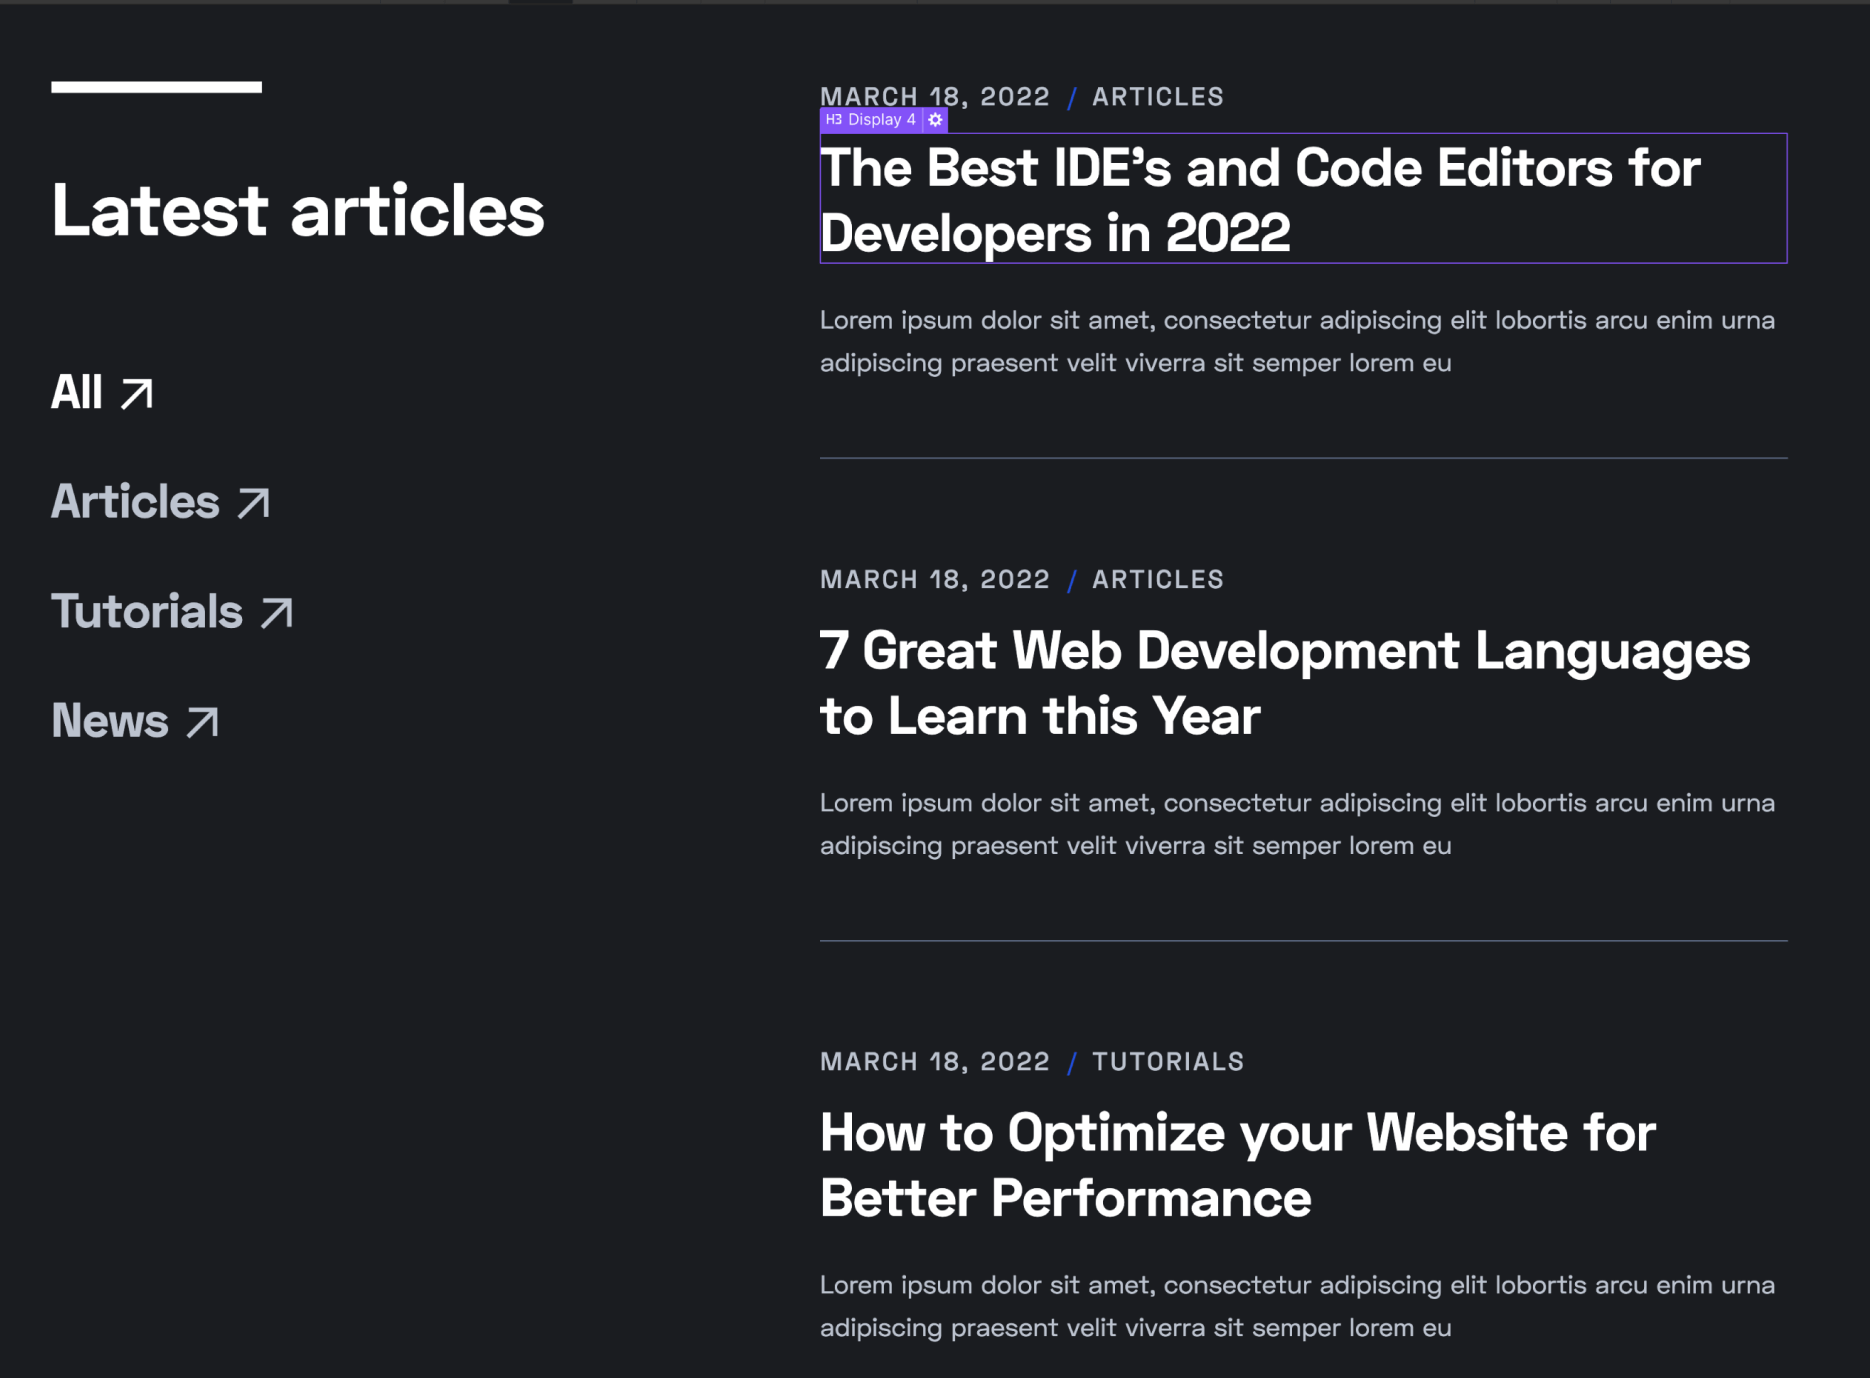 Latest articles
All
Articles
Tutorials
News
MARCH 18, 2022 / ARTICLES
H3 Display 4
The Best IDE’s and Code Editors for
Developers in 2022
Lorem ipsum dolor sit amet, consectetur adipiscing elit lobortis arcu enim urna
adipiscing praesent velit viverra sit semper lorem eu
MARCH 18, 2022 / ARTICLES
7 Great Web Development Languages
to Learn this Year
Lorem ipsum dolor sit amet, consectetur adipiscing elit lobortis arcu enim urna
adipiscing praesent velit viverra sit semper lorem eu
MARCH 18, 2022 / TUTORIALS
How to Optimize your Website for
Better Performance
Lorem ipsum dolor sit amet, consectetur adipiscing elit lobortis arcu enim urna
adipiscing praesent velit viverra sit semper lorem eu